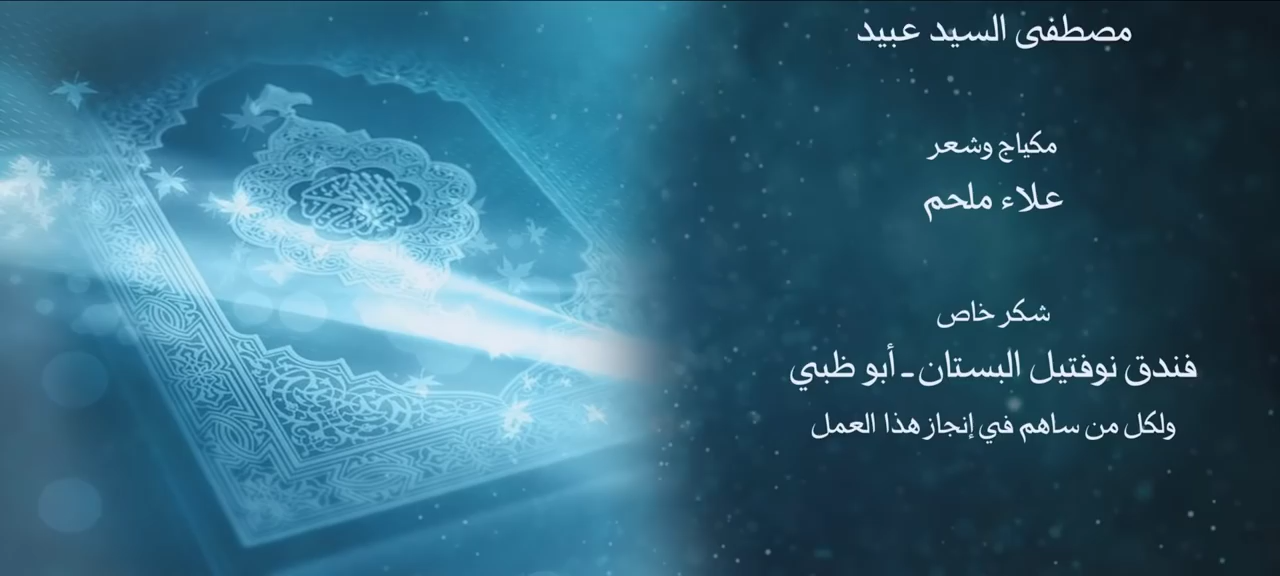 مصطفى السيد عبيد
مكياج وشعر
علاء ملحم
شكر خاص
فندق نوفتيل البستان - أبو ظبي
ولكل من ساهم في إنجاز هذا العمل